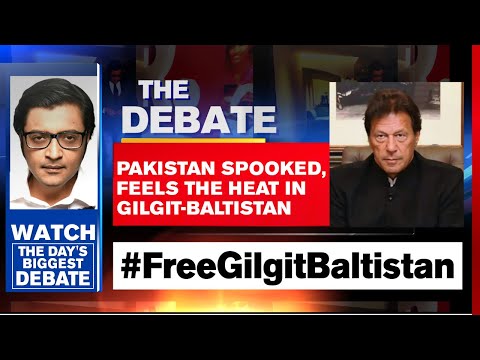 THE
DEBATE
PAKISTAN SPOOKED,
FEELS THE HEAT IN
GILGIT-BALTISTAN
WATCH
THE DAY'S
BIGGEST
DEBATE
#FreeGilgitBaltistan